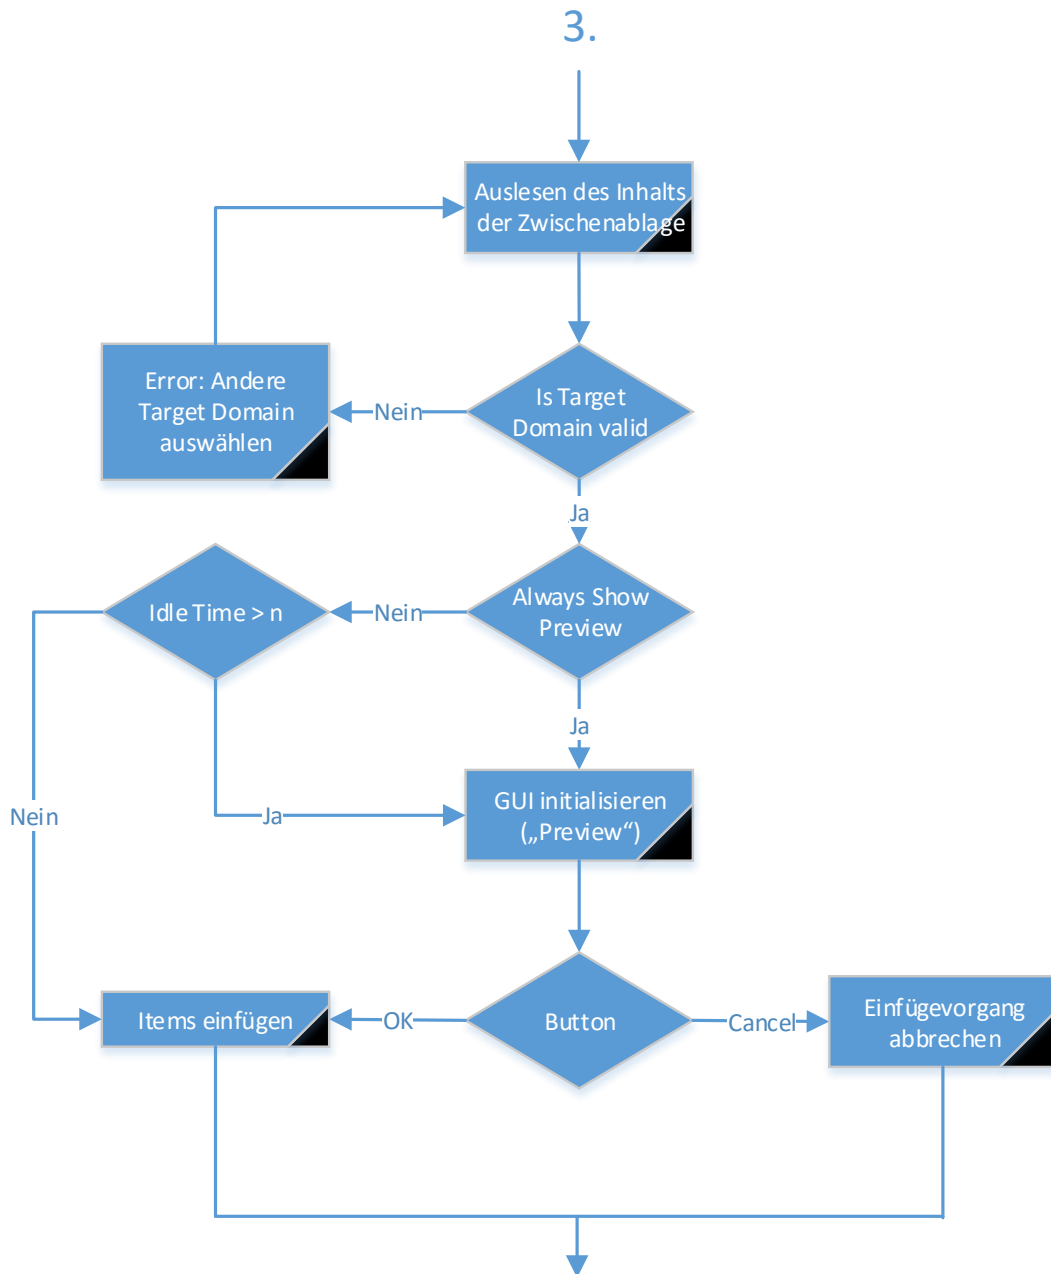 3.
Auslesen des Inhalts
der Zwischenablage
Error: Andere
Target Domain
auswählen
Nein
Is Target
Domain valid
Ja
Idle Time > n
Nein
Always Show
Preview
Ja
Nein
Ja
GUI initialisieren
(„Preview“)
Items einfügen
OK
Button
Cancel
Einfügevorgang
abbrechen